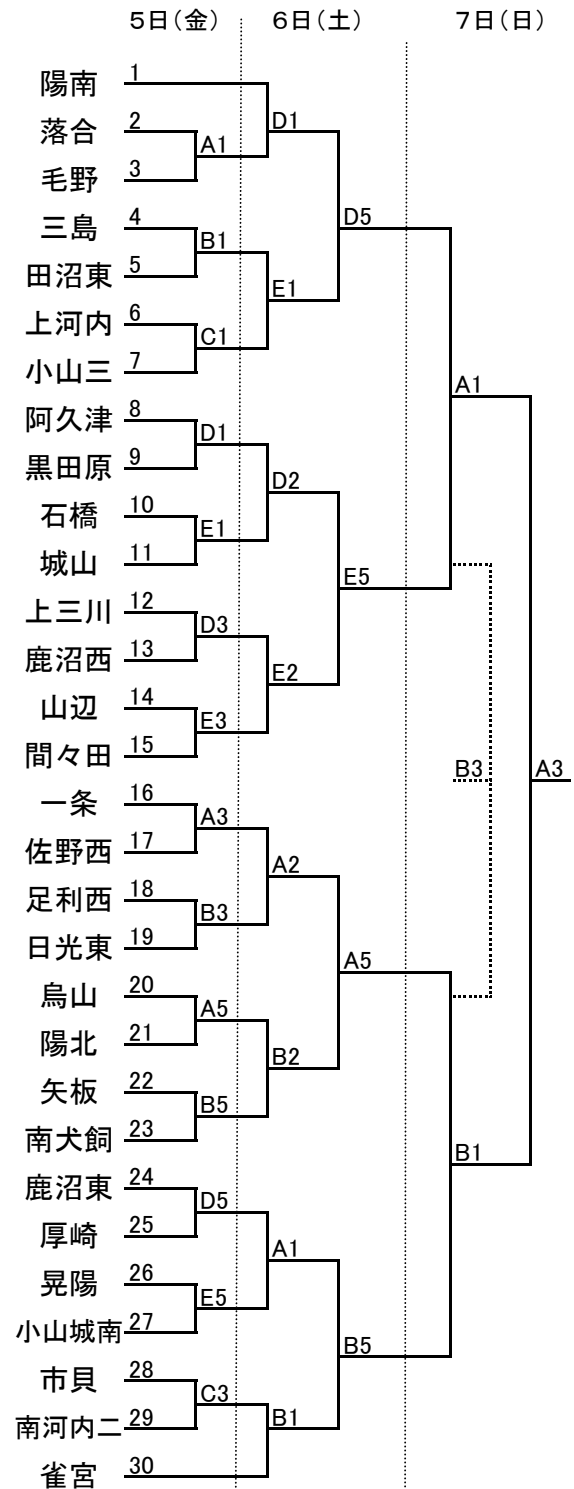 5日(金) 6日(土) 7日(日)
陽南 1
D1
落合 2
A1
毛野 3
三島 4
D5
B1
田沼東 5
E1
上河内 6
C1
小山三 7
A1
阿久津 8
D1
黒田原 9
D2
石橋 10
E1
城山 11
E5
上三川 12
D3
鹿沼西 13
E2
山辺 14
E3
間々田 15
B3 A3
一条 16
A3
佐野西 17
A2
足利西 18
B3
日光東 19
A5
烏山 20
A5
陽北 21
B2
矢板 22
B5
南犬飼 23
B1
鹿沼東 24
D5
厚崎 25
A1
晃陽 26
E5
小山城南 27
B5
市貝 28
C3
南河内二 29
B1
雀宮 30